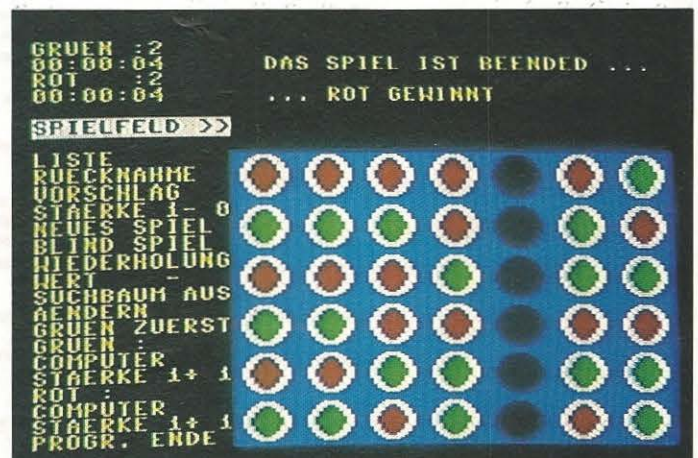 GRUEN :2
00:00:04
ROT :2
00:00:04
DAS SPIEL IST BEENDED ...
... ROT GEWINNT
SPIELFELD >>
LISTE
RUECKNAHME
VORSCHLAG
STAERKE 1- 0
NEUES SPIEL
BLIND SPIEL
WIEDERHOLUNG
WERT -
SUCHBAUM AUS
AENDERN
GRUEN ZUERST
GRUEN :
COMPUTER
STAERKE 1+ 1
ROT :
COMPUTER
STAERKE 1+ 1
PROGR. ENDE